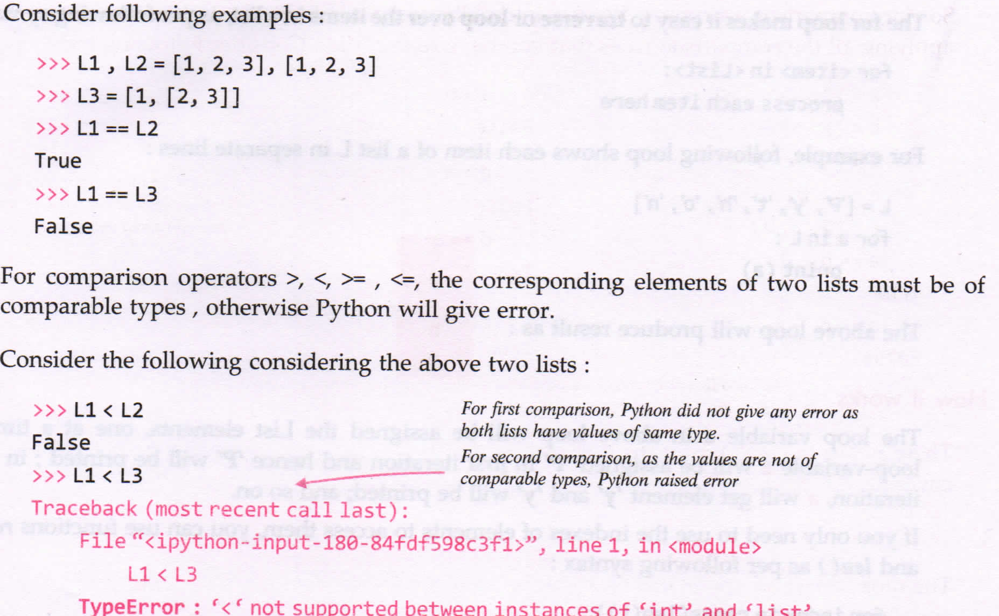 Consider following examples :
>>> L1 , L2 = [1, 2, 3], [1, 2, 3]
>>> L3 = [1, [2, 3]]
>>> L1 == L2
True
>>> L1 == L3
False
For comparison operators >, <, >= , <=, the corresponding elements of two lists must be of
comparable types , otherwise Python will give error.
Consider the following considering the above two lists :
>>> L1 < L2
False
>>> L1 < L3
For first comparison, Python did not give any error as
both lists have values of same type.
For second comparison, as the values are not of
comparable types, Python raised error
Traceback (most recent call last):
File “<ipython-input-180-84fdf598c3f1>”, line 1, in <module>
L1 < L3
TypeError : ‘<‘ not supported between instances of ‘int’ and ‘list’